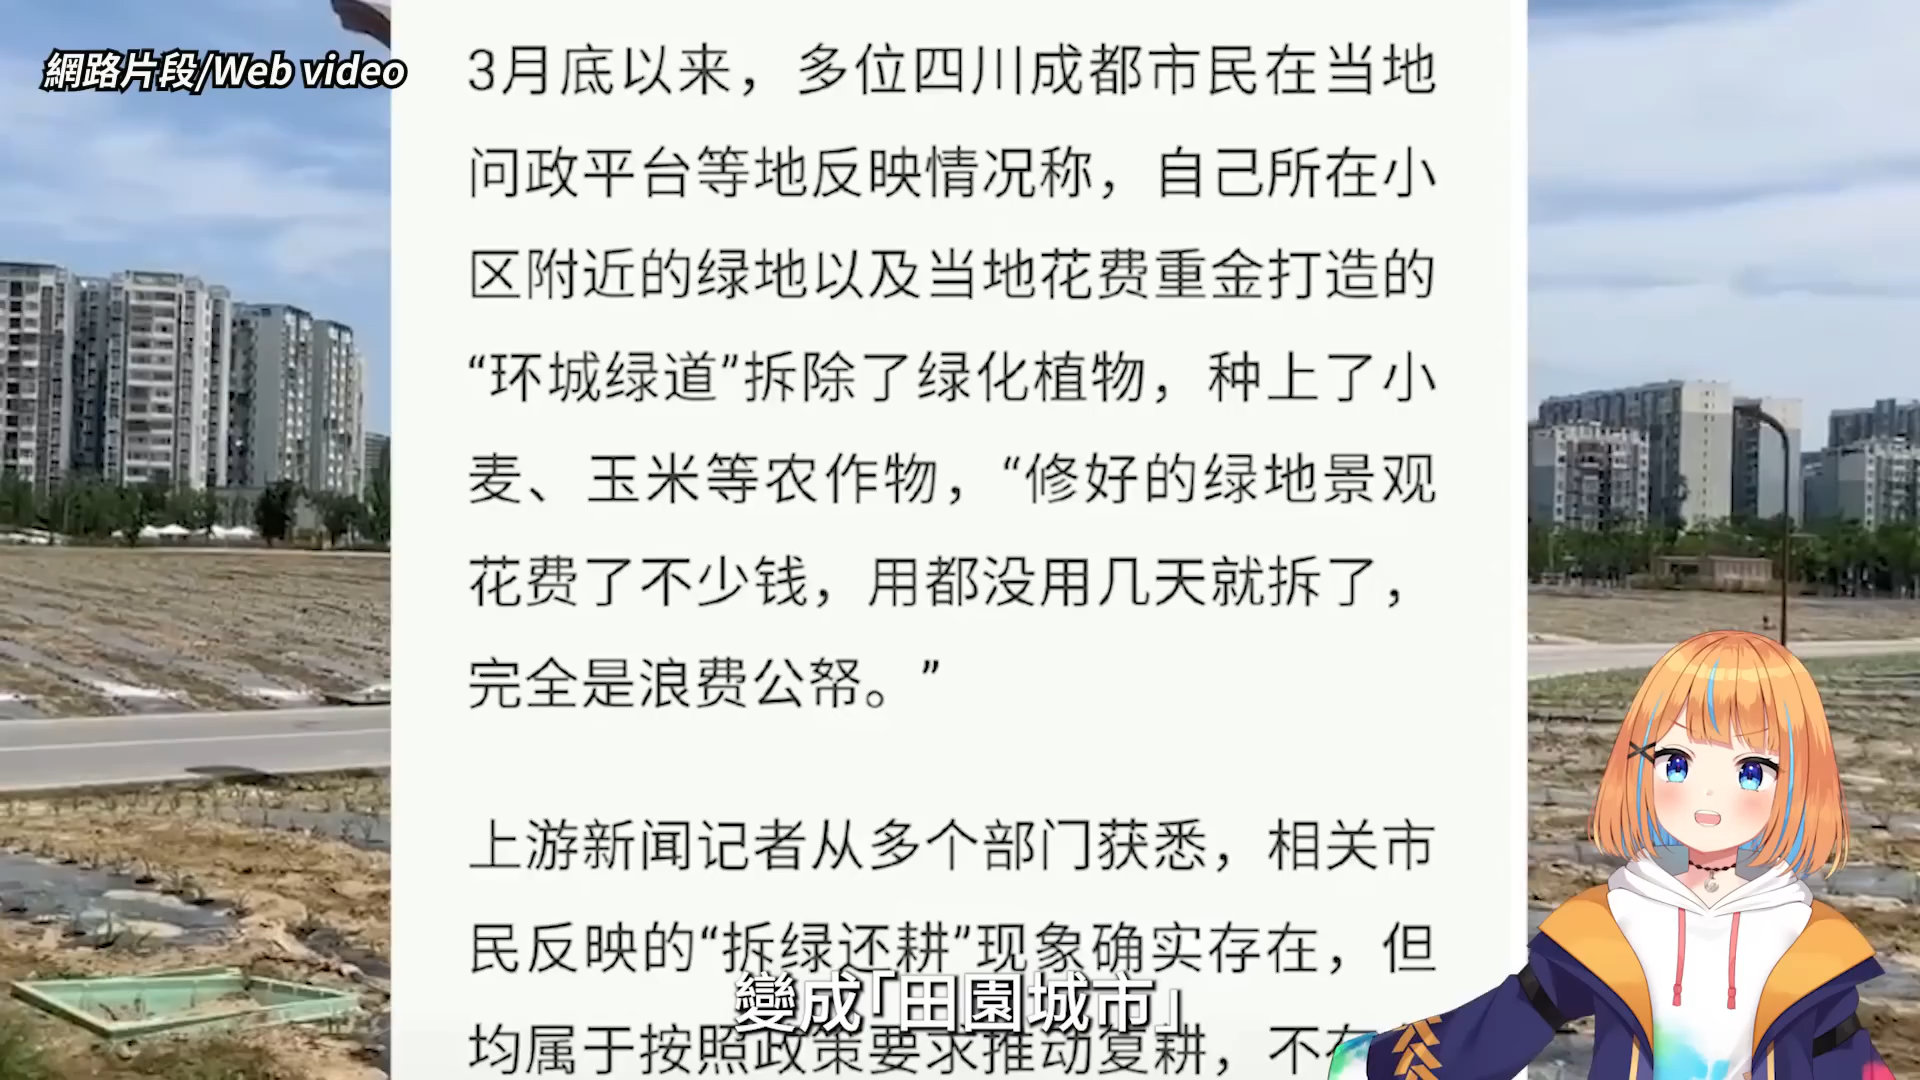 網路片段/Web video
3月底以来，多位四川成都市民在当地
问政平台等地反映情况称，自己所在小
区附近的绿地以及当地花费重金打造的
“环城绿道”拆除了绿化植物，种上了小
麦、玉米等农作物，“修好的绿地景观
花费了不少钱，用都没用几天就拆了，
完全是浪费公帑。”
上游新闻记者从多个部门获悉，相关市
民反映的“拆绿还耕”现象确实存在，但
變成「田園城市」
均属于按照政策要求推动复耕，不